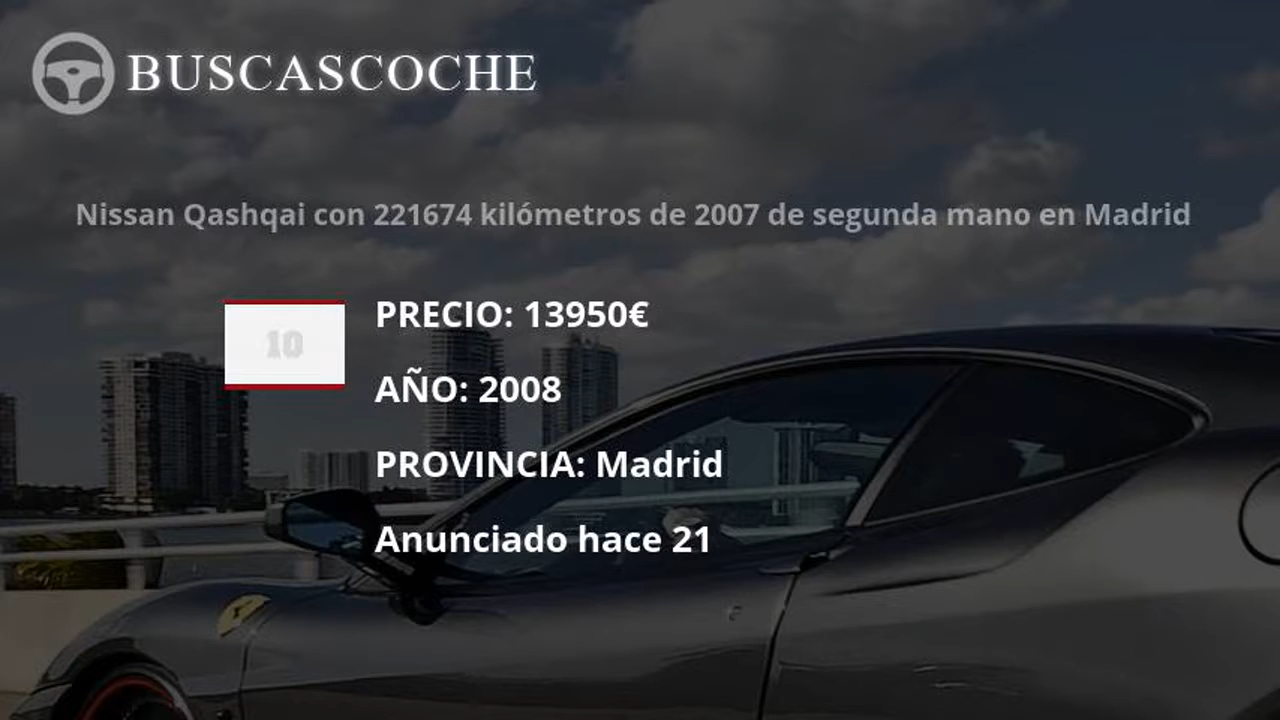 BUSCASCOCHE
Nissan Qashqai con 221674 kilómetros de 2007 de segunda mano en Madrid
10
PRECIO: 13950€
AÑO: 2008
PROVINCIA: Madrid
Anunciado hace 21